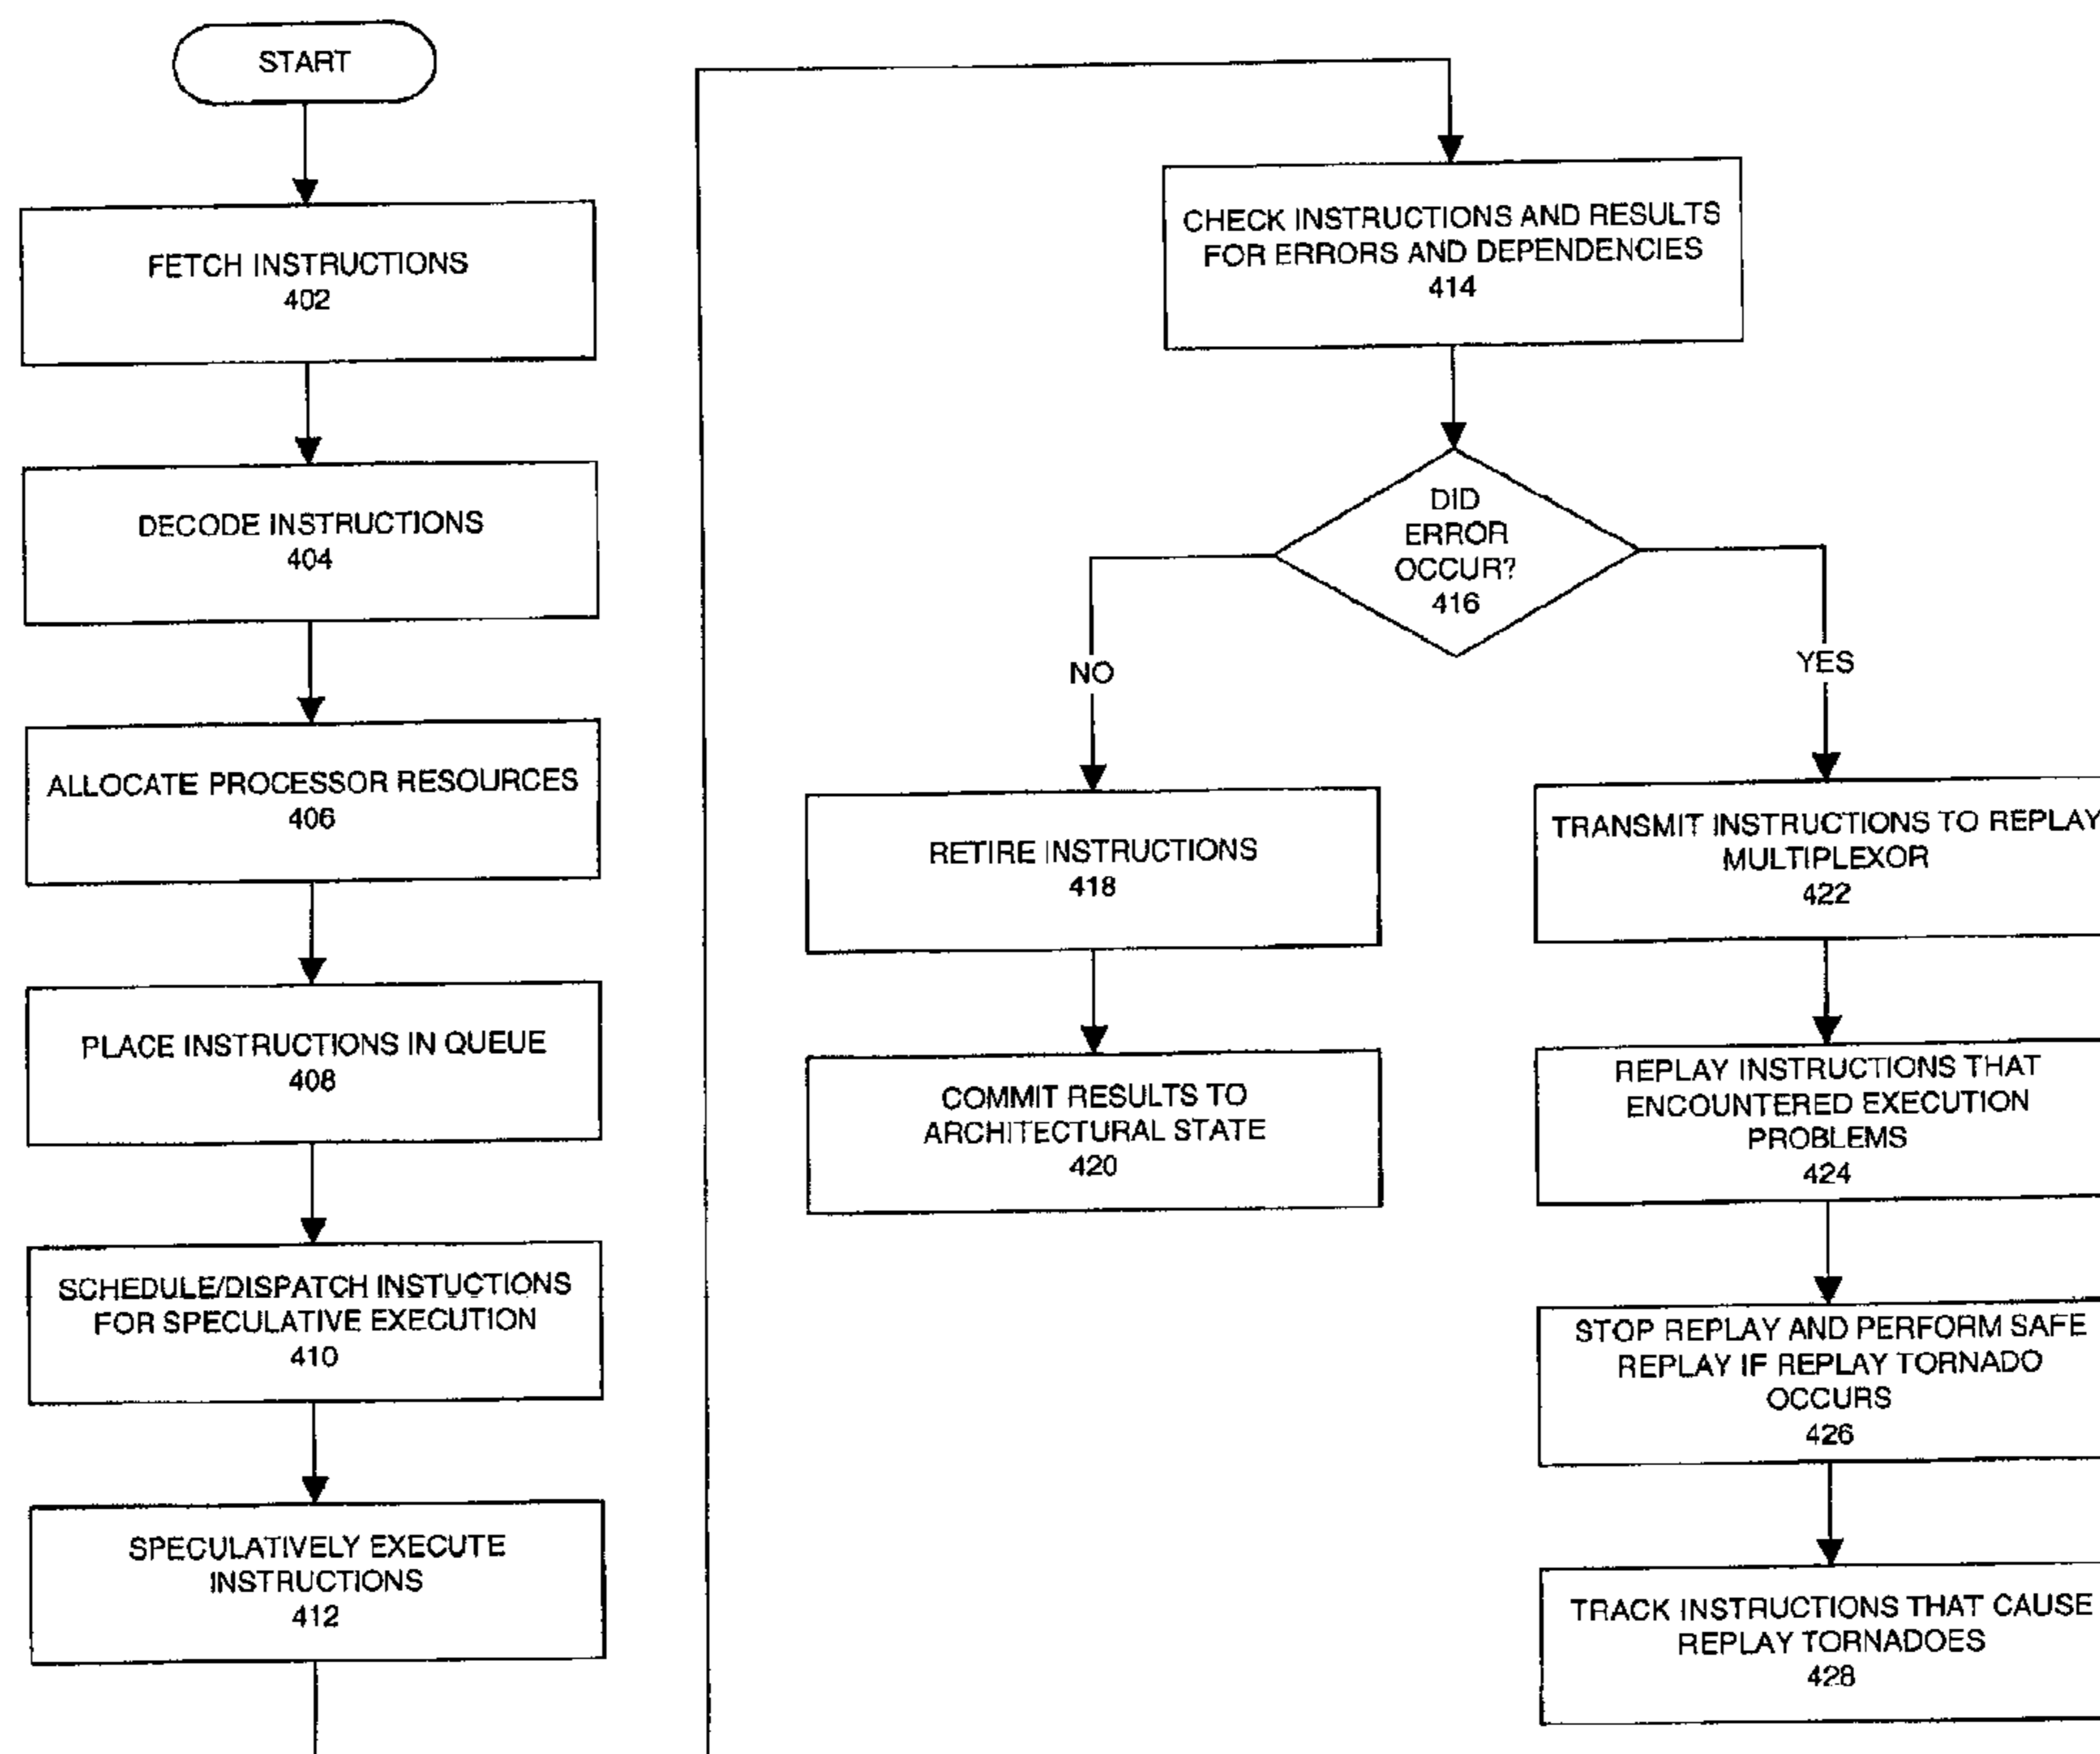 START
FETCH INSTRUCTIONS
402
DECODE INSTRUCTIONS
404
ALLOCATE PROCESSOR RESOURCES
406
PLACE INSTRUCTIONS IN QUEUE
408
SCHEDULE/DISPATCH INSTUCTIONS
FOR SPECULATIVE EXECUTION
410
SPECULATIVELY EXECUTE
INSTRUCTIONS
412
CHECK INSTRUCTIONS AND RESULTS
FOR ERRORS AND DEPENDENCIES
414
DID
ERROR
OCCUR?
416
NO
YES
RETIRE INSTRUCTIONS
418
COMMIT RESULTS TO
ARCHITECTURAL STATE
420
TRANSMIT INSTRUCTIONS TO REPLAY
MULTIPLEXOR
422
REPLAY INSTRUCTIONS THAT
ENCOUNTERED EXECUTION
PROBLEMS
424
STOP REPLAY AND PERFORM SAFE
REPLAY IF REPLAY TORNADO
OCCURS
426
TRACK INSTRUCTIONS THAT CAUSE
REPLAY TORNADOES
428